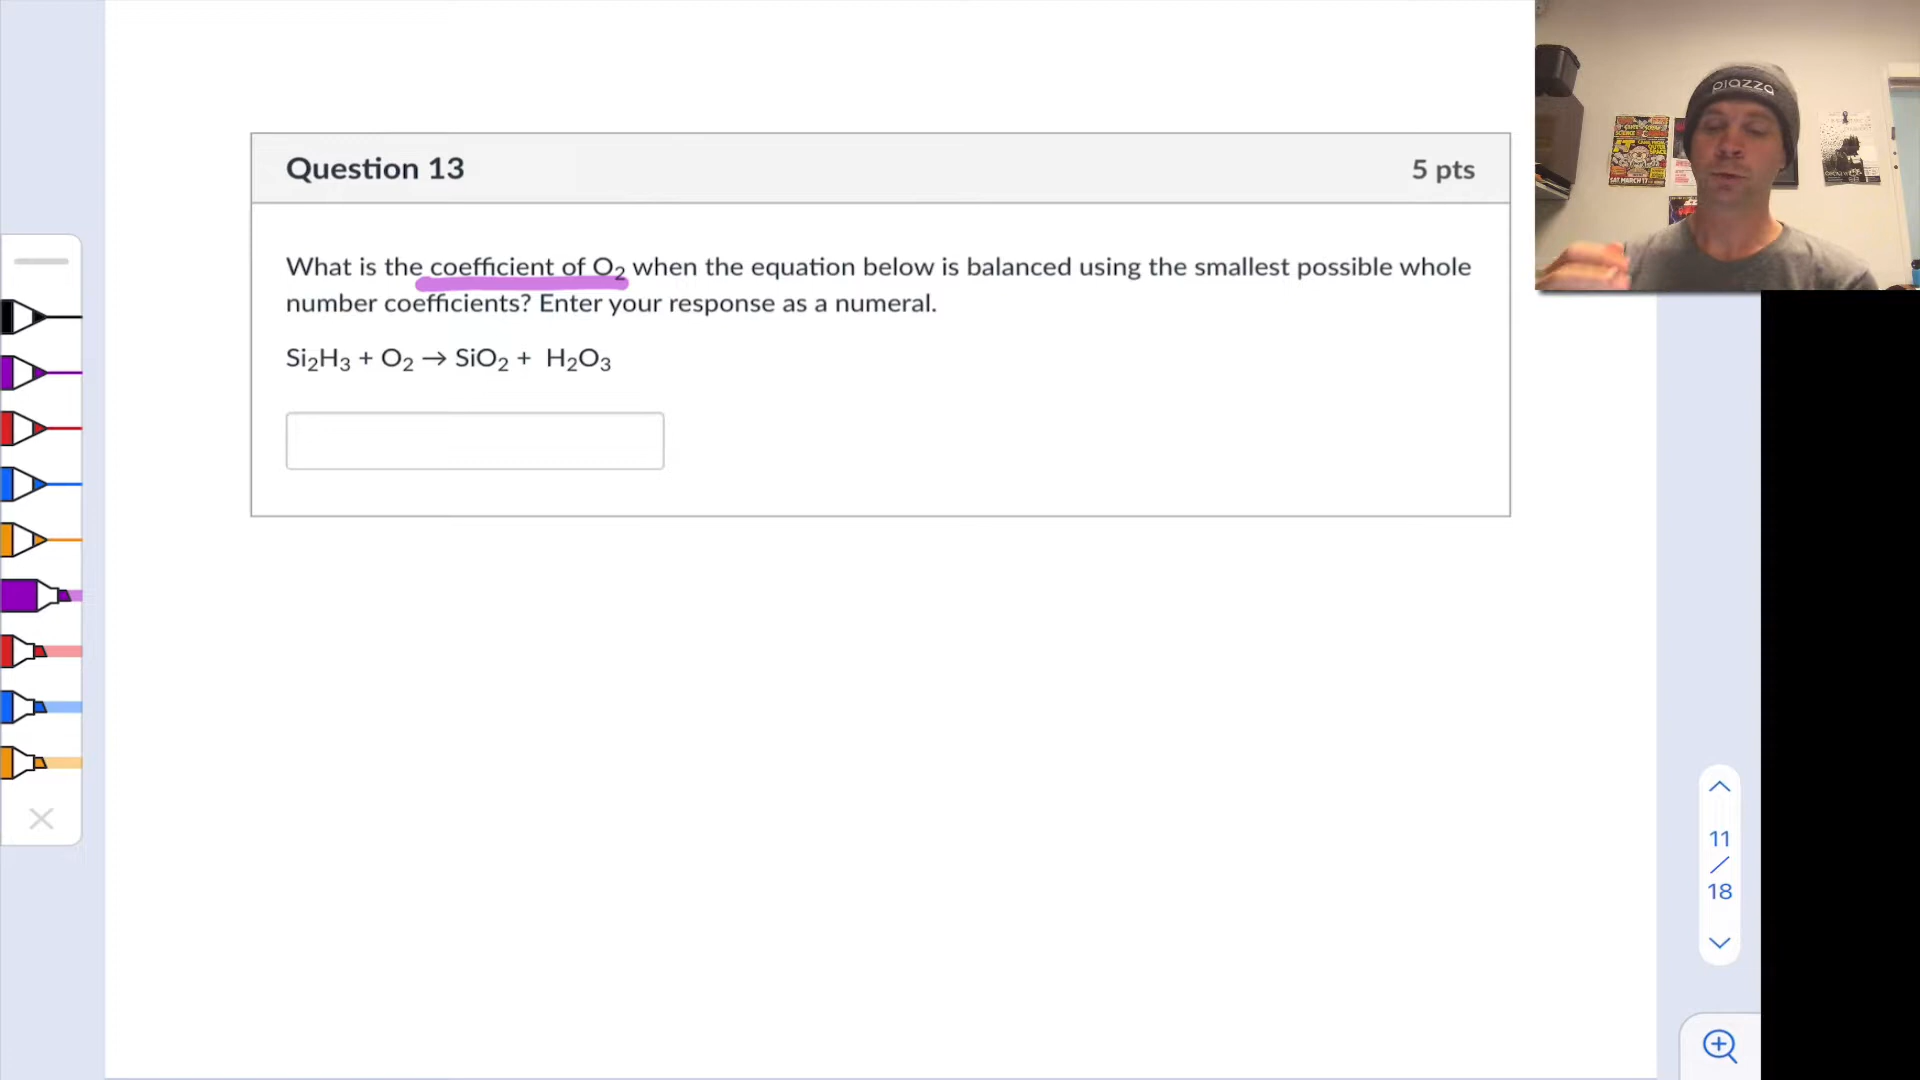 piazza
Question 13
5 pts
What is the coefficient of O₂ when the equation below is balanced using the smallest possible whole
number coefficients? Enter your response as a numeral.
Si₂H₃ + O₂ → SiO₂ + H₂O₃
11
/
18